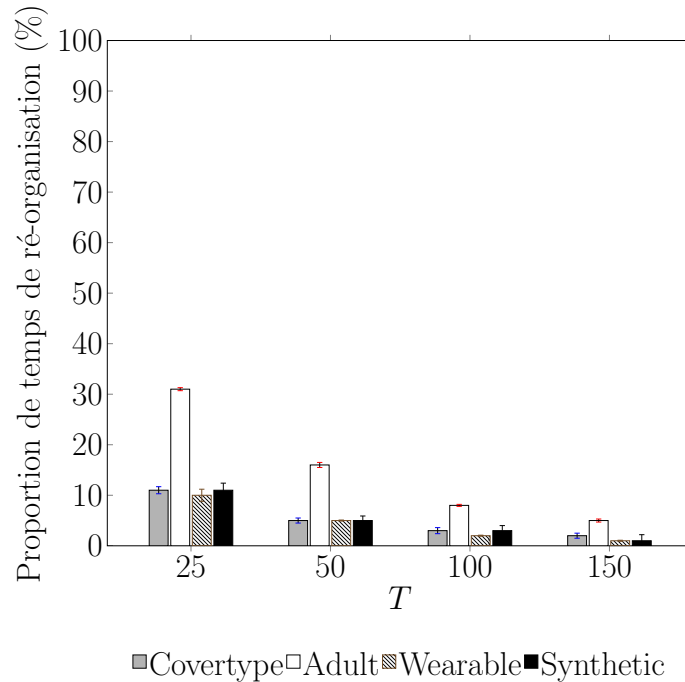 Proportion de temps de ré-organisation (%)
100
90
80
70
60
50
40
30
20
10
0
25 50 100 150
T
Covertype Adult Wearable Synthetic